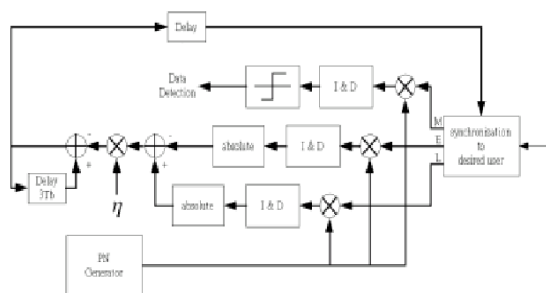 Delay
Data
Detection
I & D
M
E
L
synchronisation
to
desired user
absolute
I & D
-
+
-
+
Delay
3Tb
η
absolute
I & D
PN
Generator